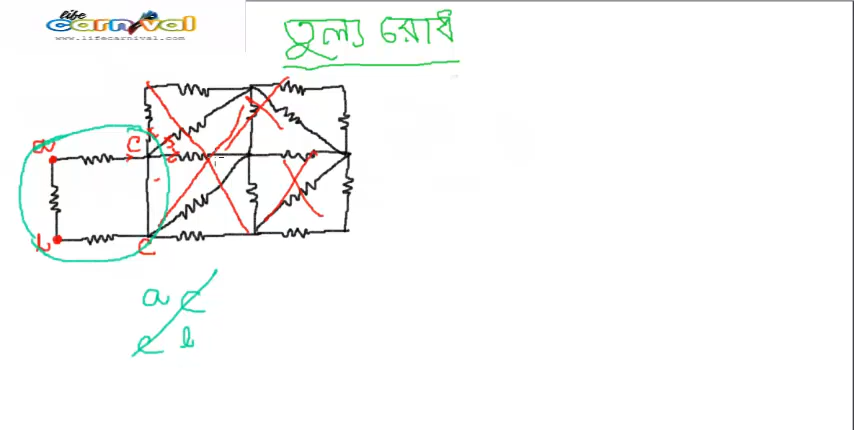 life
carnival
www.lifecarnival.com
তুল্য রোধ
a c
b c
a c
c b